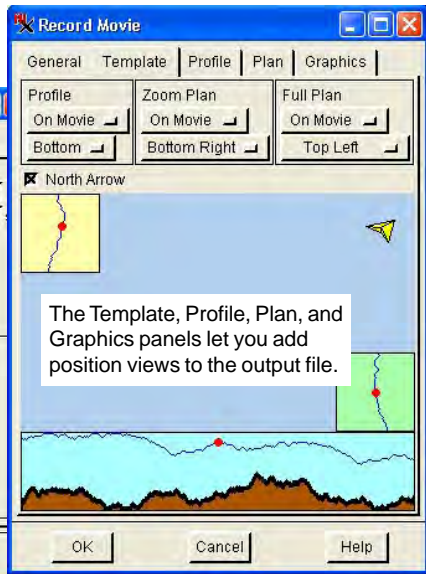 Record Movie
General Template Profile Plan Graphics
Profile Zoom Plan Full Plan
On Movie On Movie On Movie
Bottom Bottom Right Top Left
North Arrow
The Template, Profile, Plan, and
Graphics panels let you add
position views to the output file.
OK Cancel Help